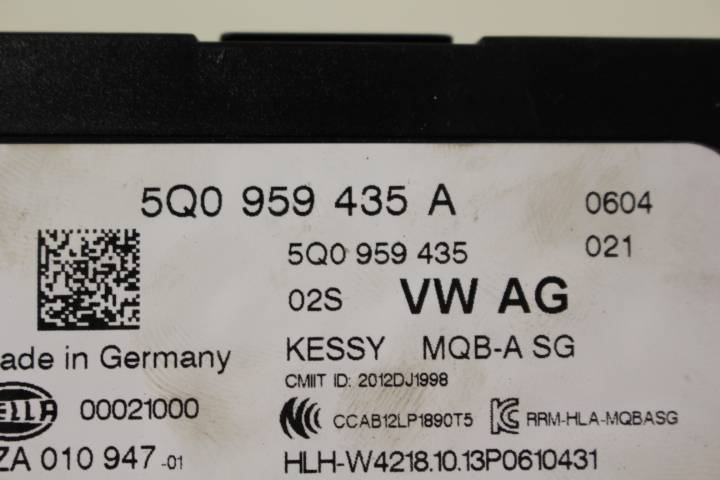 5Q0 959 435 A 0604
5Q0 959 435 021
02S VW AG
ade in Germany
KESSY MQB-A SG
CMIIT ID: 2012DJ1998
ELLA 00021000 CCAB12LP1890T5 RRM-HLA-MQBASG
ZA 010 947 -01 HLH-W4218.10.13P0610431